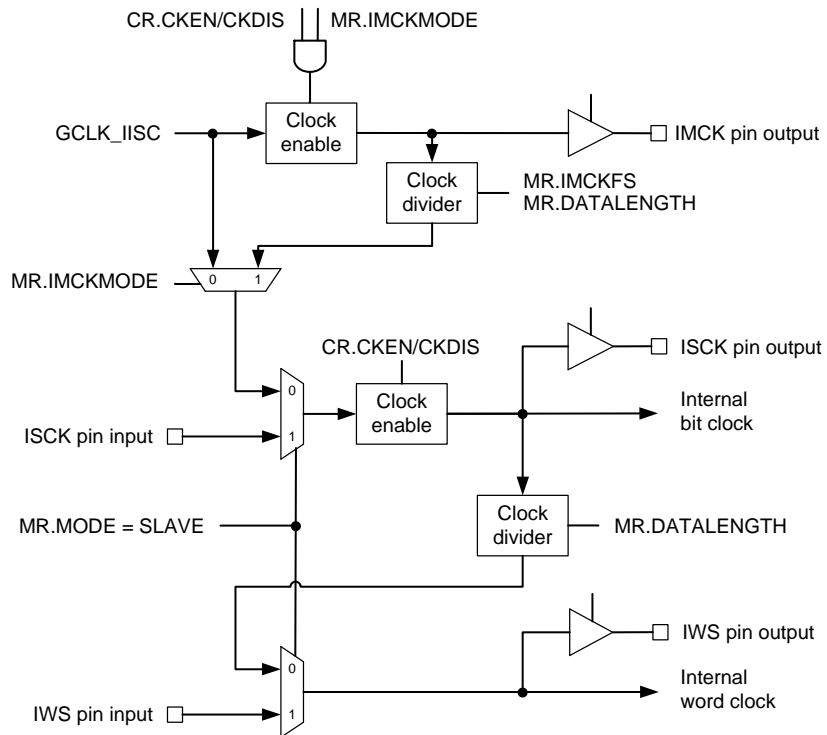 CR.CKEN/CKDIS MR.IMCKMODE
GCLK_IISC
Clock
enable
IMCK pin output
Clock
divider
MR.IMCKFS
MR.DATALENGTH
MR.IMCKMODE
0 1
CR.CKEN/CKDIS
ISCK pin output
0
Clock
enable
Internal
bit clock
ISCK pin input
1
MR.MODE = SLAVE
Clock
divider
MR.DATALENGTH
IWS pin output
0
Internal
word clock
IWS pin input
1